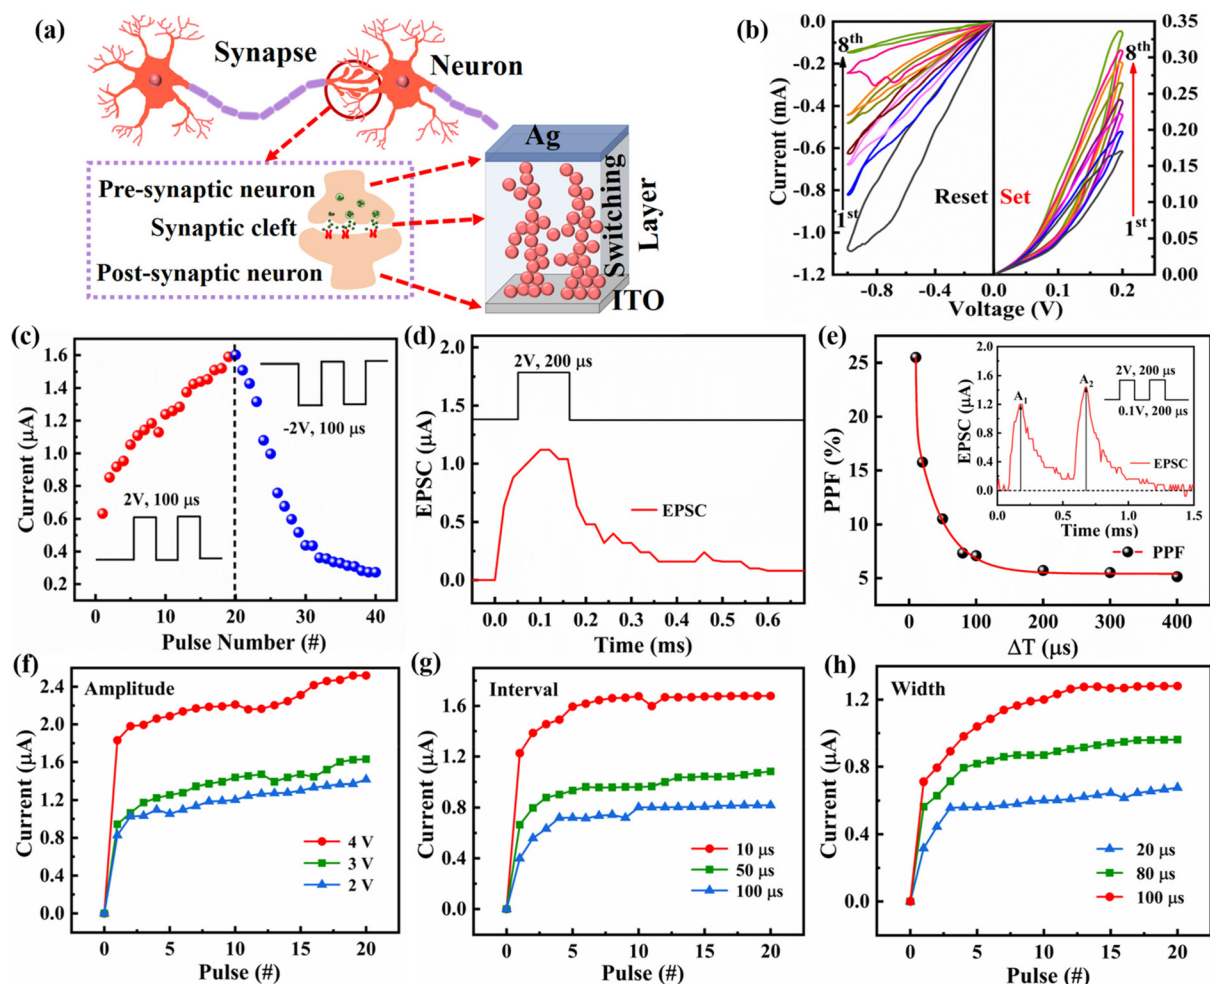 (a)
Synapse
Neuron
Pre-synaptic neuron
Synaptic cleft
Post-synaptic neuron
Ag
Switching
Layer
ITO
(b)
0.0
-0.2
-0.4
-0.6
-0.8
-1.0
-1.2
Current (mA)
8th
1st
Reset
Set
8th
1st
0.35
0.30
0.25
0.20
0.15
0.10
0.05
0.00
-0.8 -0.4 0.0 0.1 0.2
Voltage (V)
(c)
1.6
1.4
1.2
1.0
0.8
0.6
0.4
0.2
Current (μA)
-2V, 100 μs
2V, 100 μs
0 10 20 30 40
Pulse Number (#)
(d)
2.0
1.5
1.0
0.5
0.0
EPSC (μA)
2V, 200 μs
EPSC
0.0 0.1 0.2 0.3 0.4 0.5 0.6
Time (ms)
(e)
25
20
15
10
5
PPF (%)
1.6
1.2
0.8
0.4
0.0
EPSC (μA)
A1
A2
2V, 200 μs
0.1V, 200 μs
EPSC
0.0 0.5 1.0 1.5
Time (ms)
PPF
0 100 200 300 400
ΔT (μs)
(f)
2.4
2.0
1.6
1.2
0.8
0.4
0.0
Current (μA)
Amplitude
4 V
3 V
2 V
0 5 10 15 20
Pulse (#)
(g)
2.0
1.6
1.2
0.8
0.4
0.0
Current (μA)
Interval
10 μs
50 μs
100 μs
0 5 10 15 20
Pulse (#)
(h)
1.2
0.8
0.4
0.0
Current (μA)
Width
20 μs
80 μs
100 μs
0 5 10 15 20
Pulse (#)